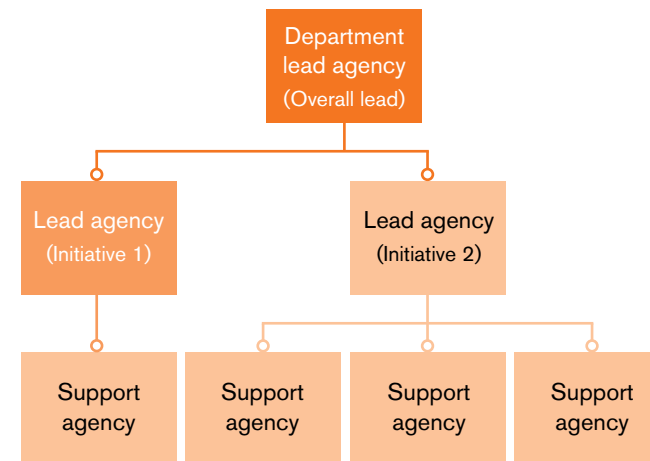 Department
lead agency
(Overall lead)
Lead agency
(Initiative 1)
Lead agency
(Initiative 2)
Support
agency
Support
agency
Support
agency
Support
agency